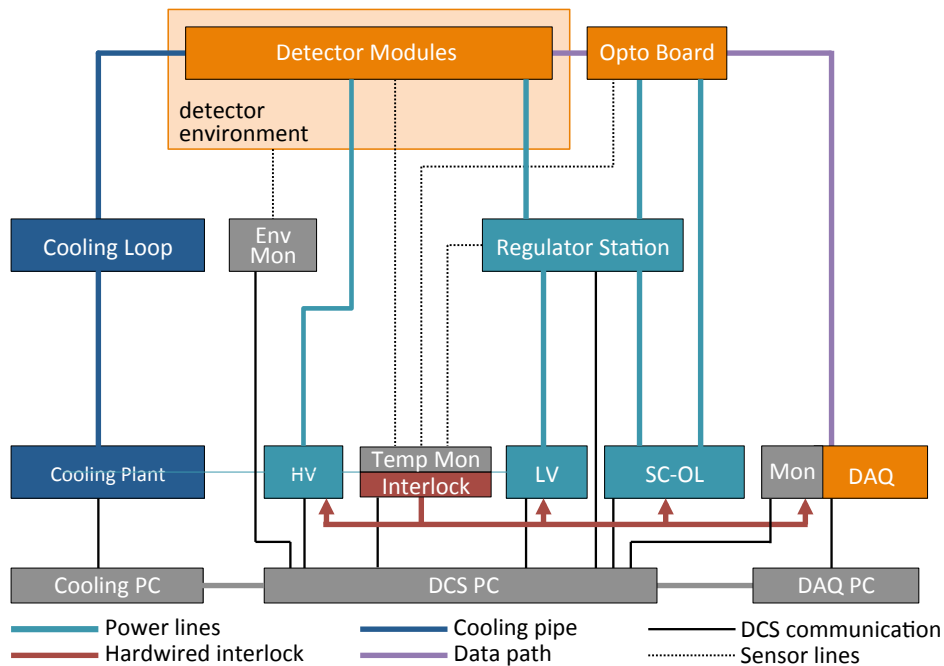 Detector Modules
Opto Board
detector
environment
Cooling Loop
Env
Mon
Regulator Station
Cooling Plant
HV
Temp Mon
Interlock
LV
SC-OL
Mon
DAQ
Cooling PC
DCS PC
DAQ PC
Power lines
Cooling pipe
DCS communication
Hardwired interlock
Data path
Sensor lines